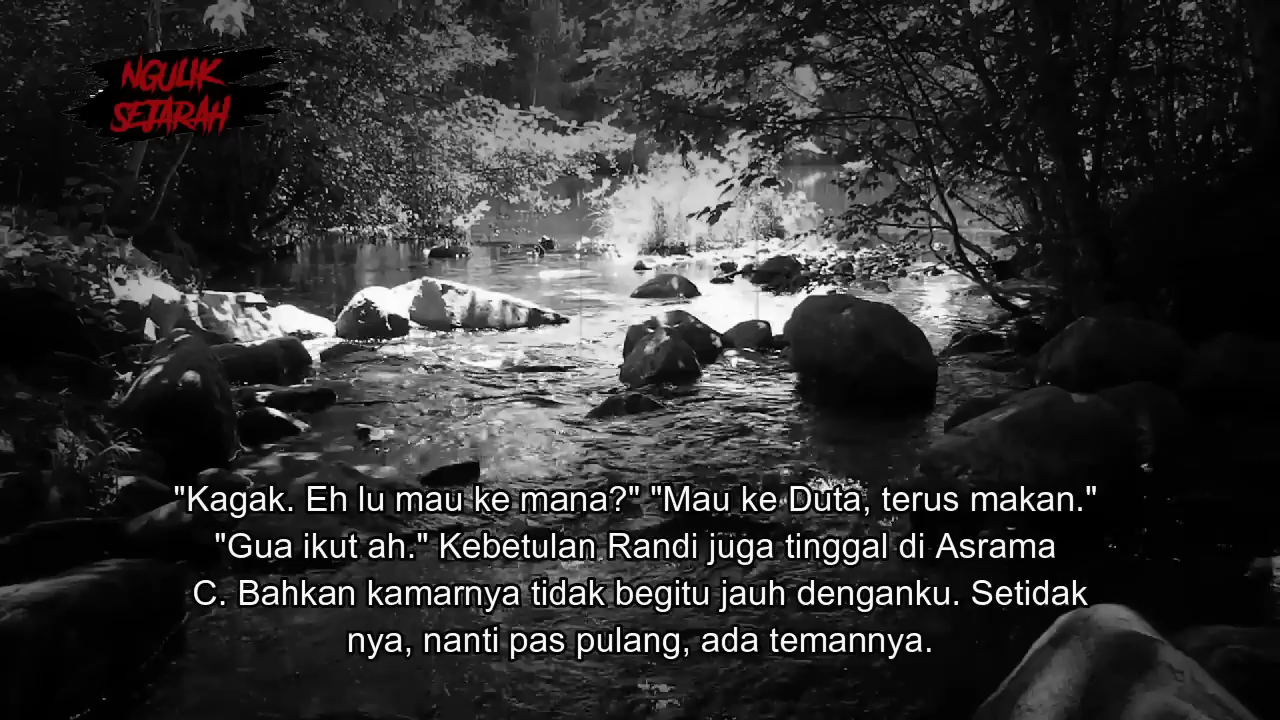 NGULIK
SEJARAH
"Kagak. Eh lu mau ke mana?" "Mau ke Duta, terus makan."
"Gua ikut ah." Kebetulan Randi juga tinggal di Asrama
C. Bahkan kamarnya tidak begitu jauh denganku. Setidak
nya, nanti pas pulang, ada temannya.